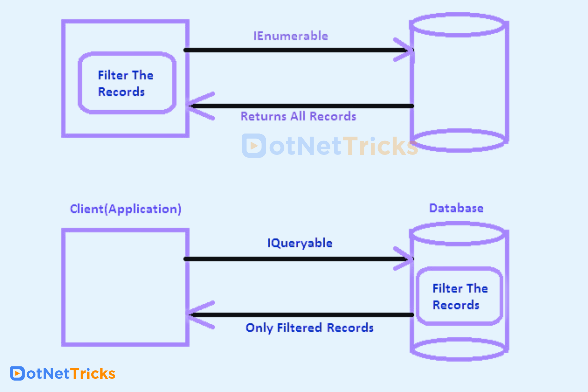 IEnumerable
Filter The
Records
Returns All Records
DotNetTricks
Client(Application)
Database
IQueryable
Filter The
Records
Only Filtered Records
DotNetTricks